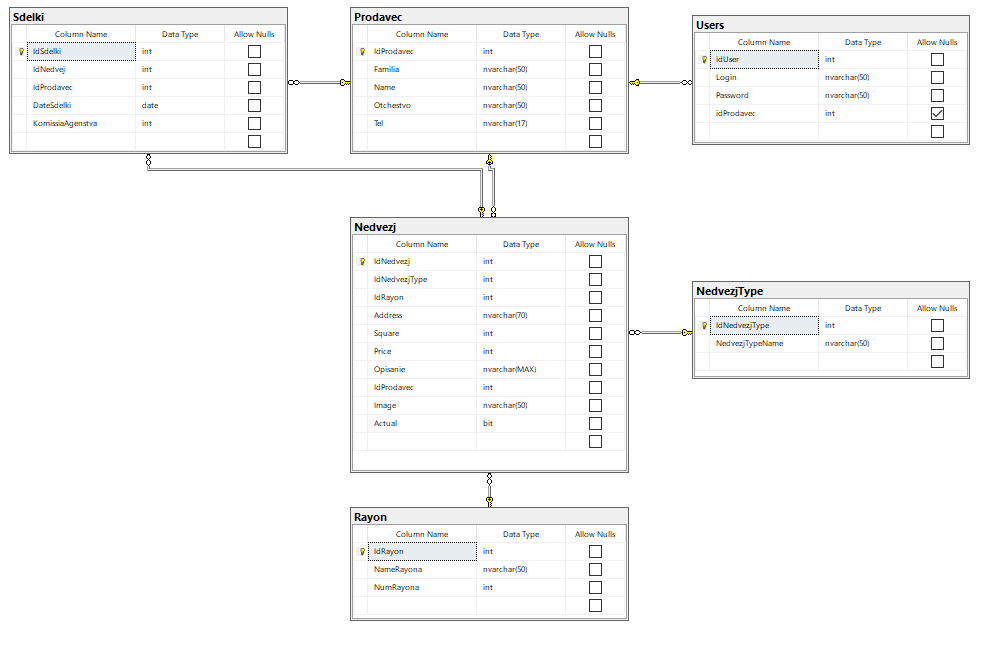 Sdelki
Column Name Data Type Allow Nulls
IdSdelki int
IdNedvej int
IdProdavec int
DateSdelki date
KomissiaAgenstva int
Prodavec
Column Name Data Type Allow Nulls
IdProdavec int
Familia nvarchar(50)
Name nvarchar(50)
Otchestvo nvarchar(50)
Tel nvarchar(17)
Users
Column Name Data Type Allow Nulls
idUser int
Login nvarchar(50)
Password nvarchar(50)
idProdavec int
Nedvezj
Column Name Data Type Allow Nulls
IdNedvezj int
IdNedvezjType int
IdRayon int
Address nvarchar(70)
Square int
Price int
Opisanie nvarchar(MAX)
IdProdavec int
Image nvarchar(50)
Actual bit
NedvezjType
Column Name Data Type Allow Nulls
IdNedvezjType int
NedvezjTypeName nvarchar(50)
Rayon
Column Name Data Type Allow Nulls
IdRayon int
NameRayona nvarchar(50)
NumRayona int